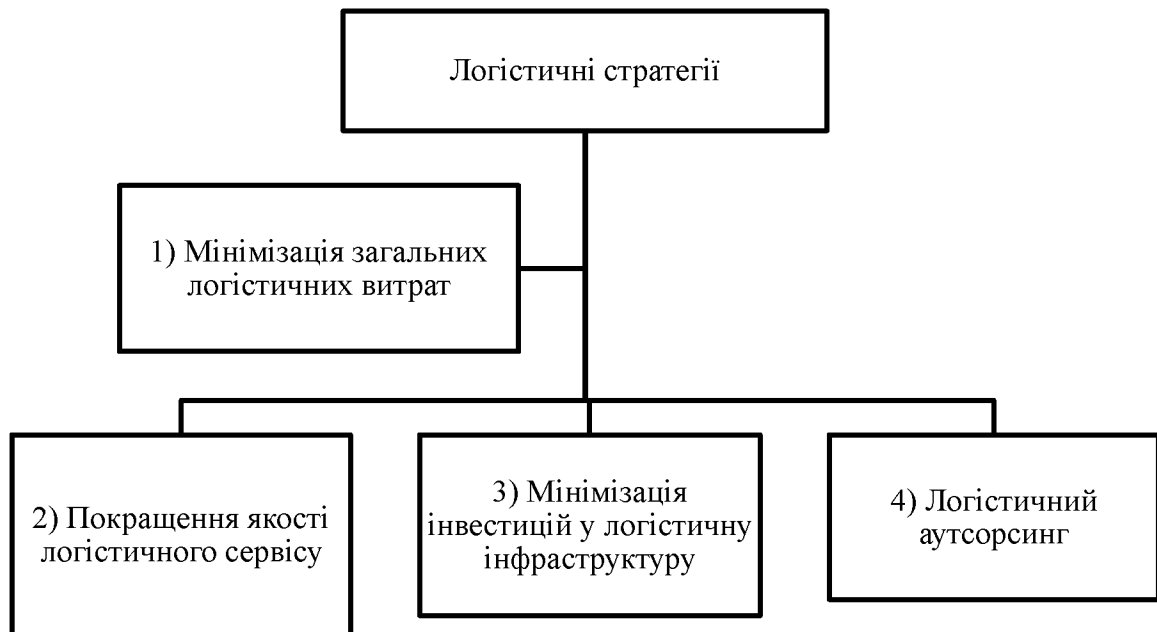 Логістичні стратегії
1) Мінімізація загальних
логістичних витрат
2) Покращення якості
логістичного сервісу
3) Мінімізація
інвестицій у логістичну
інфраструктуру
4) Логістичний
аутсорсинг